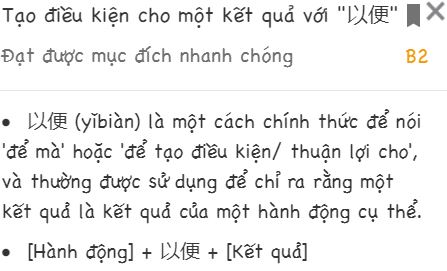 Tạo điều kiện cho một kết quả với "以便"
Đạt được mục đích nhanh chóng B2
• 以便 (yǐbiàn) là một cách chính thức để nói
'để mà' hoặc 'để tạo điều kiện/ thuận lợi cho',
và thường được sử dụng để chỉ ra rằng một
kết quả là kết quả của một hành động cụ thể.
• [Hành động] + 以便 + [Kết quả]